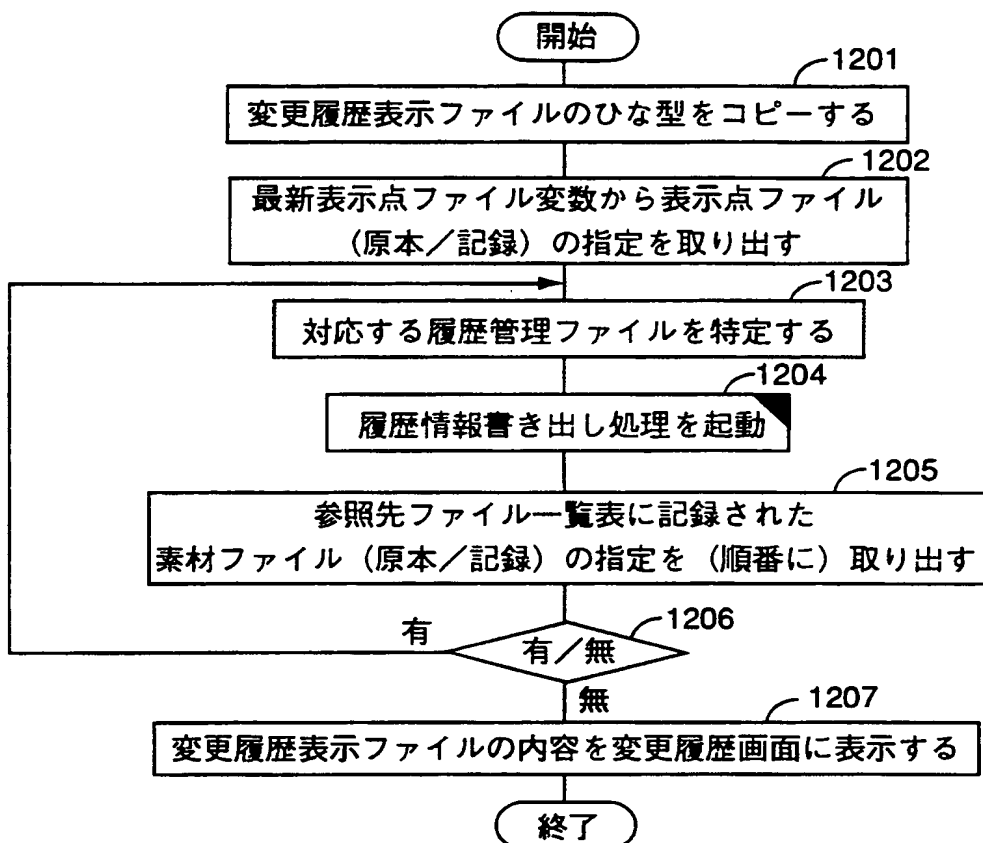 開始
1201
変更履歴表示ファイルのひな型をコピーする
1202
最新表示点ファイル変数から表示点ファイル
(原本/記録)の指定を取り出す
1203
対応する履歴管理ファイルを特定する
1204
履歴情報書き出し処理を起動
1205
参照先ファイル一覧表に記録された
素材ファイル(原本/記録)の指定を(順番に)取り出す
1206
有
有/無
無
1207
変更履歴表示ファイルの内容を変更履歴画面に表示する
終了